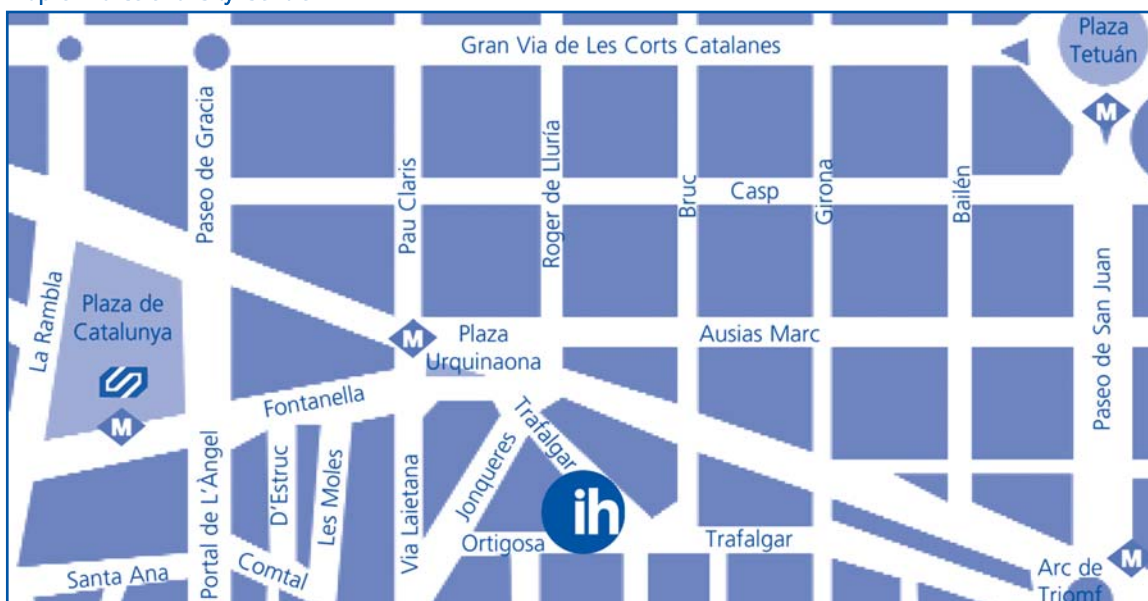 Gran Via de Les Corts Catalanes
Plaza
Tetuán
M
Paseo de Gracia
Pau Claris
Roger de Lluría
Bruc
Casp
Girona
Bailén
Paseo de San Juan
La Rambla
Plaza de
Catalunya
M
M
Plaza
Urquinaona
Ausias Marc
Fontanella
Trafalgar
Portal de L'Àngel
D'Estruc
Les Moles
Via Laietana
Jonqueres
ih
Ortigosa
Trafalgar
Santa Ana
Comtal
M
Arc de
Triomf